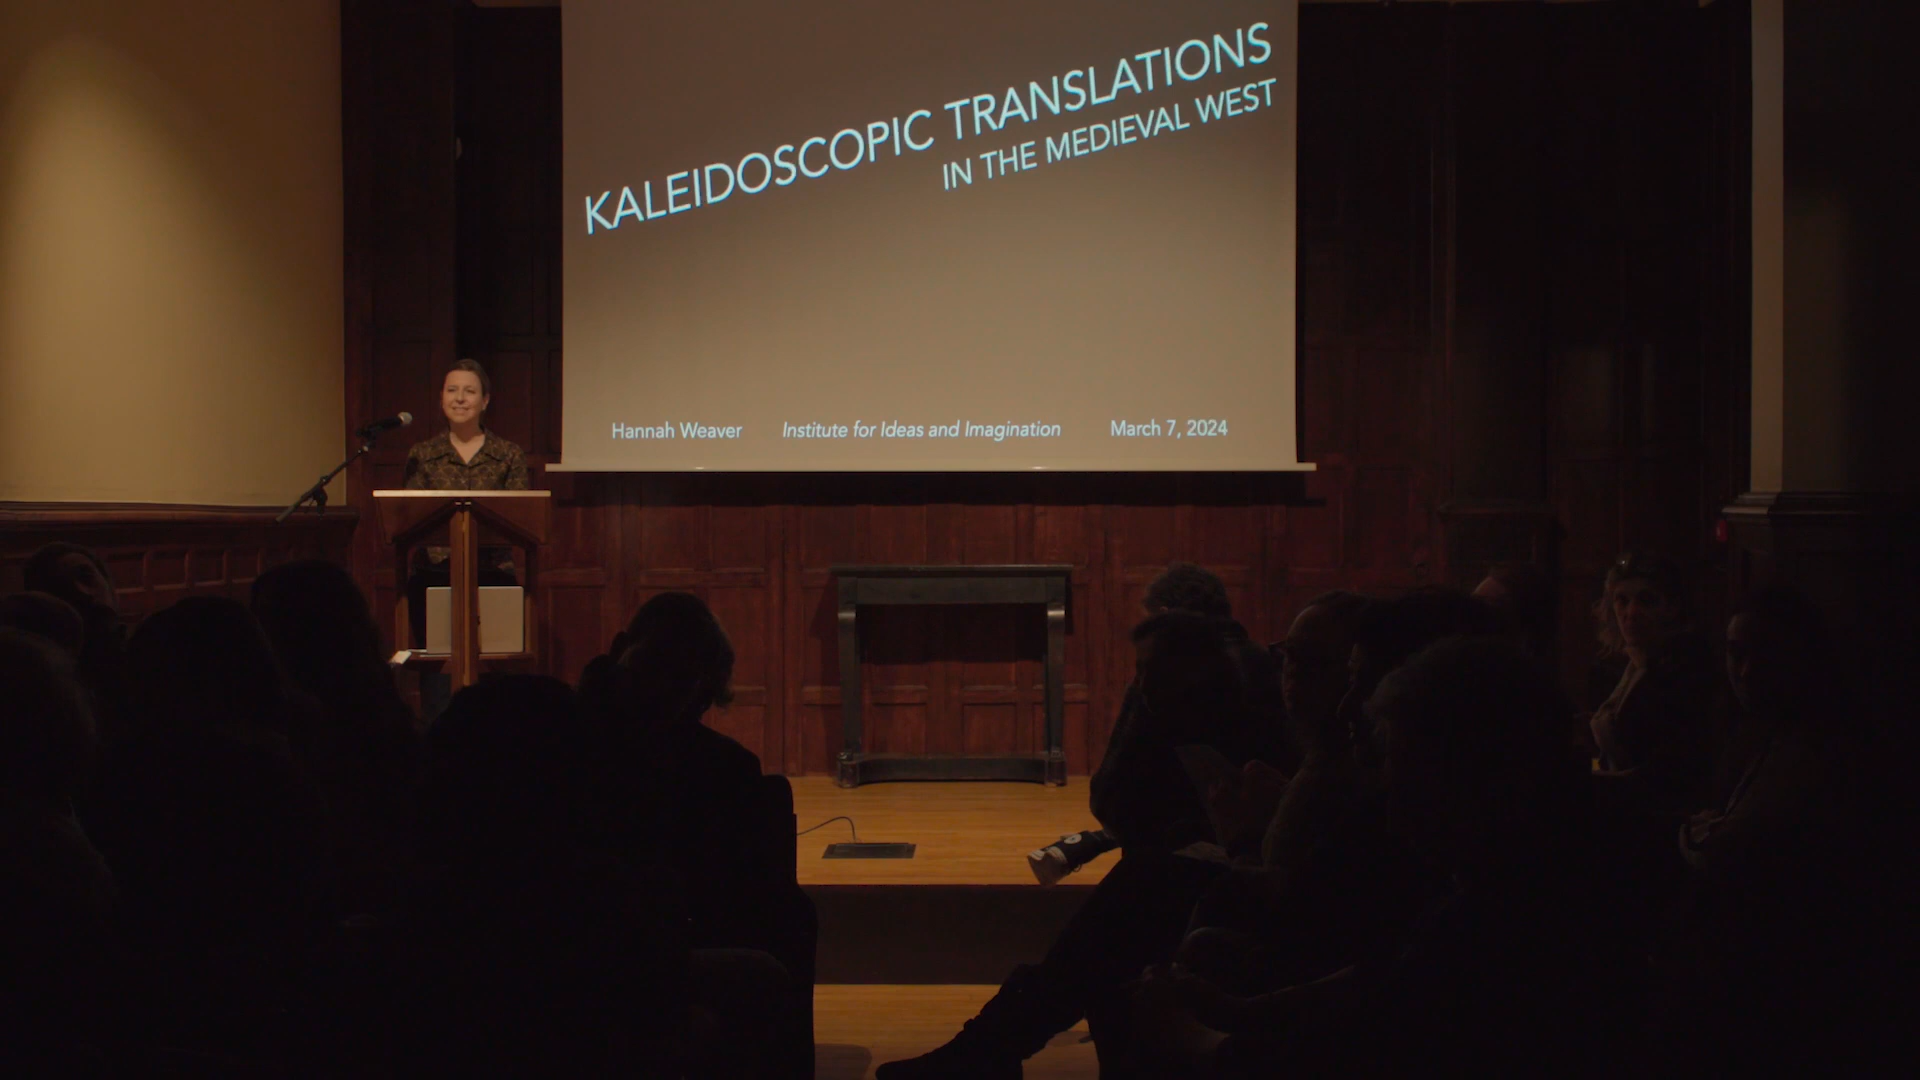 KALEIDOSCOPIC TRANSLATIONS
IN THE MEDIEVAL WEST
Hannah Weaver Institute for Ideas and Imagination March 7, 2024